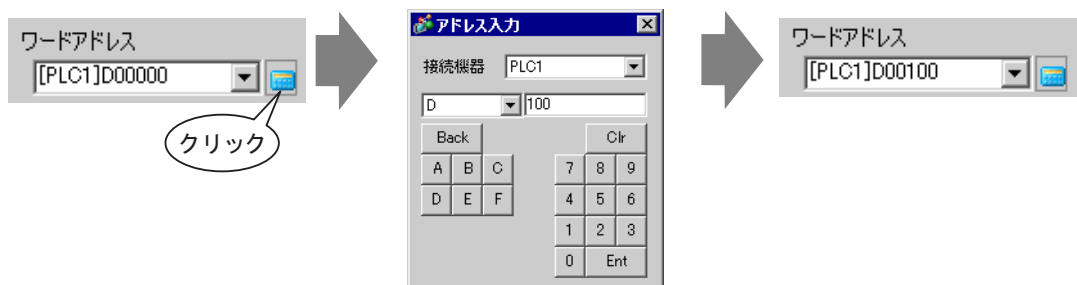 ワードアドレス
[PLC1]D00000
クリック
アドレス入力
接続機器 PLC1
D 100
Back Clr
A B C 7 8 9
D E F 4 5 6
1 2 3
0 Ent
ワードアドレス
[PLC1]D00100